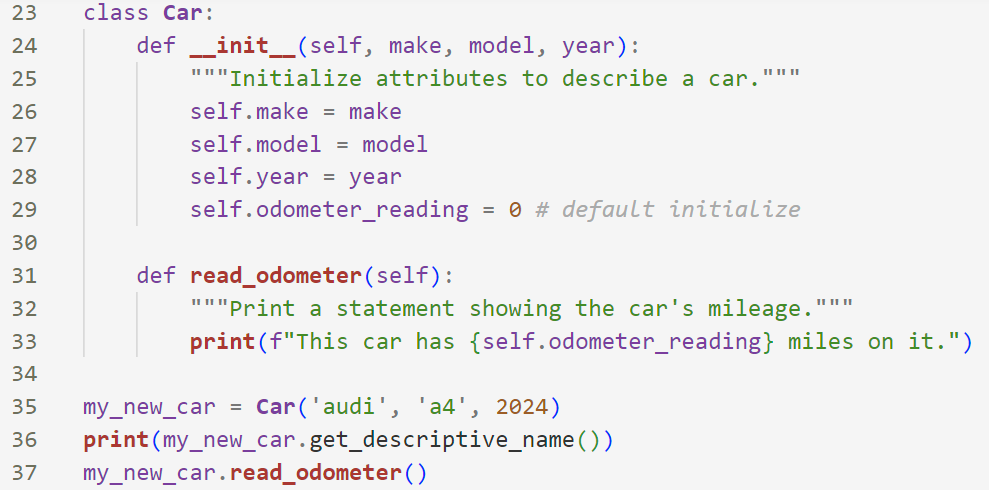 23 class Car:
24     def __init__(self, make, model, year):
25         """Initialize attributes to describe a car."""
26         self.make = make
27         self.model = model
28         self.year = year
29         self.odometer_reading = 0 # default initialize
30
31     def read_odometer(self):
32         """Print a statement showing the car's mileage."""
33         print(f"This car has {self.odometer_reading} miles on it.")
34
35 my_new_car = Car('audi', 'a4', 2024)
36 print(my_new_car.get_descriptive_name())
37 my_new_car.read_odometer()